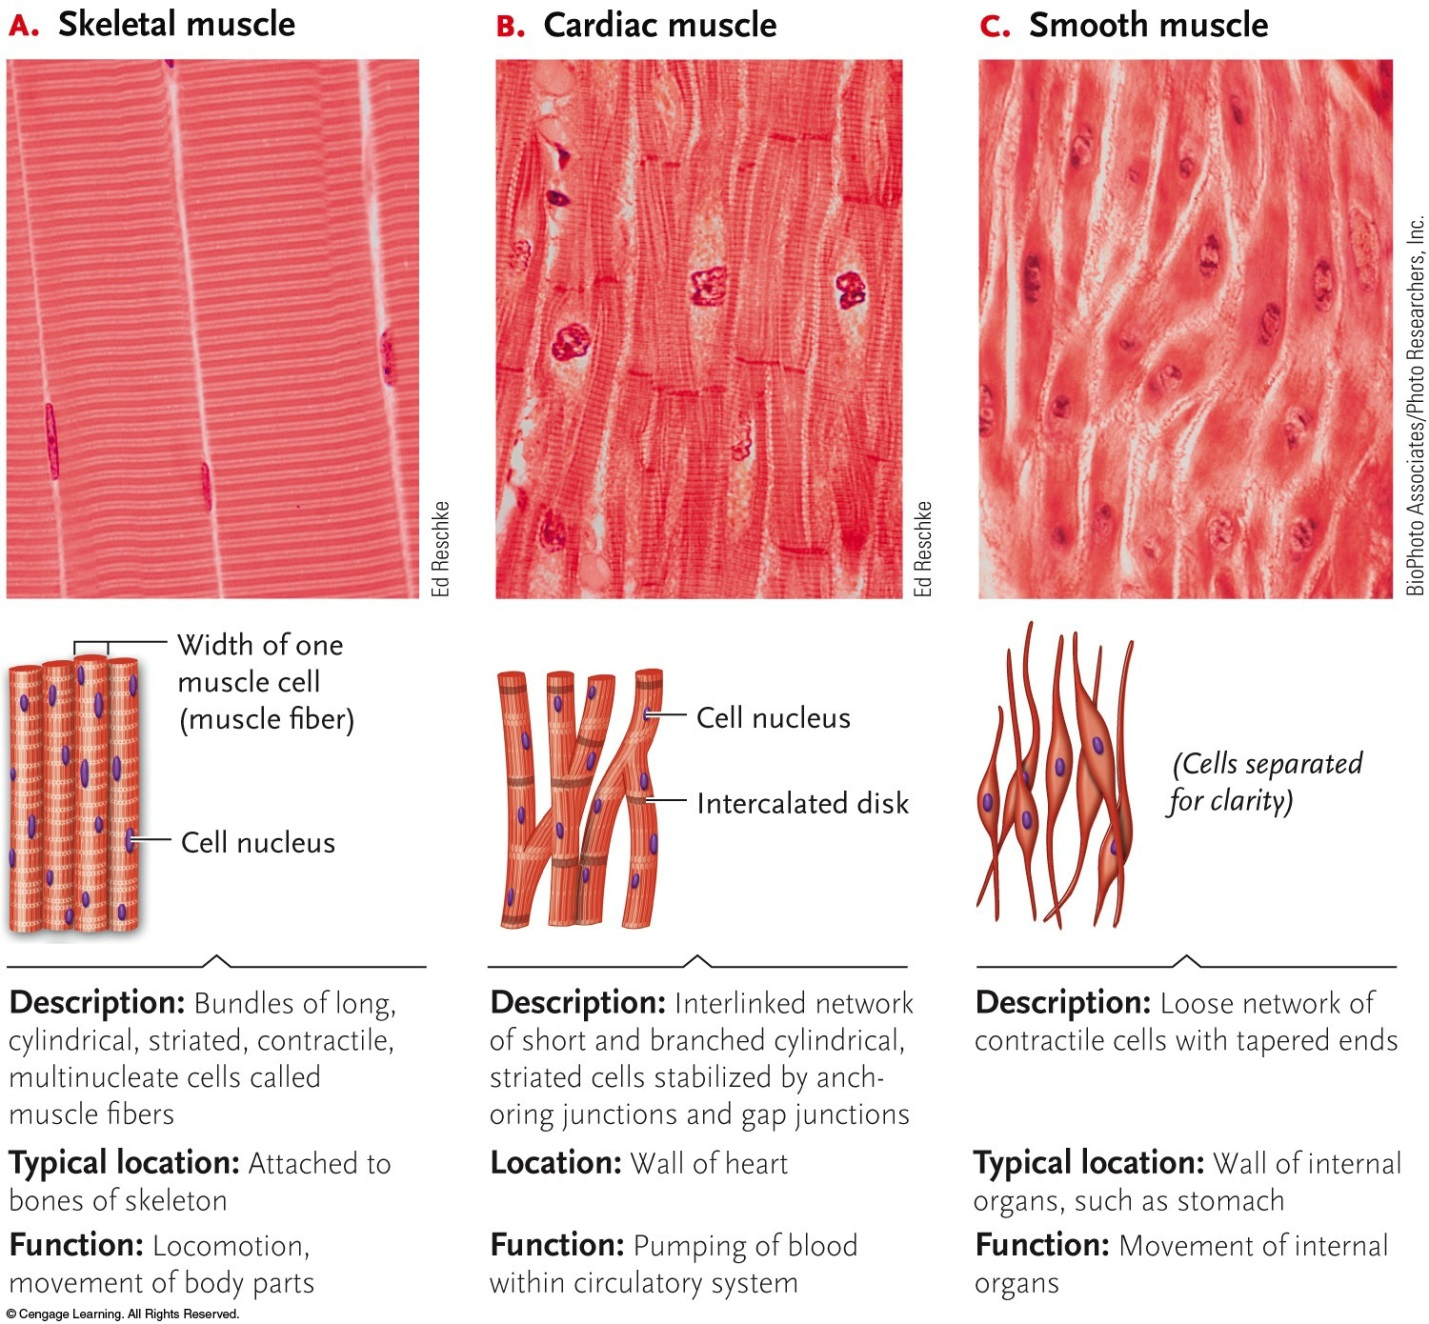 A. Skeletal muscle
B. Cardiac muscle
C. Smooth muscle
Ed Reschke
Ed Reschke
BioPhoto Associates/Photo Researchers, Inc.
Width of one
muscle cell
(muscle fiber)
Cell nucleus
Cell nucleus
Intercalated disk
(Cells separated
for clarity)
Description: Bundles of long,
cylindrical, striated, contractile,
multinucleate cells called
muscle fibers
Typical location: Attached to
bones of skeleton
Function: Locomotion,
movement of body parts
Description: Interlinked network
of short and branched cylindrical,
striated cells stabilized by anch-
oring junctions and gap junctions
Location: Wall of heart
Function: Pumping of blood
within circulatory system
Description: Loose network of
contractile cells with tapered ends
Typical location: Wall of internal
organs, such as stomach
Function: Movement of internal
organs
© Cengage Learning. All Rights Reserved.